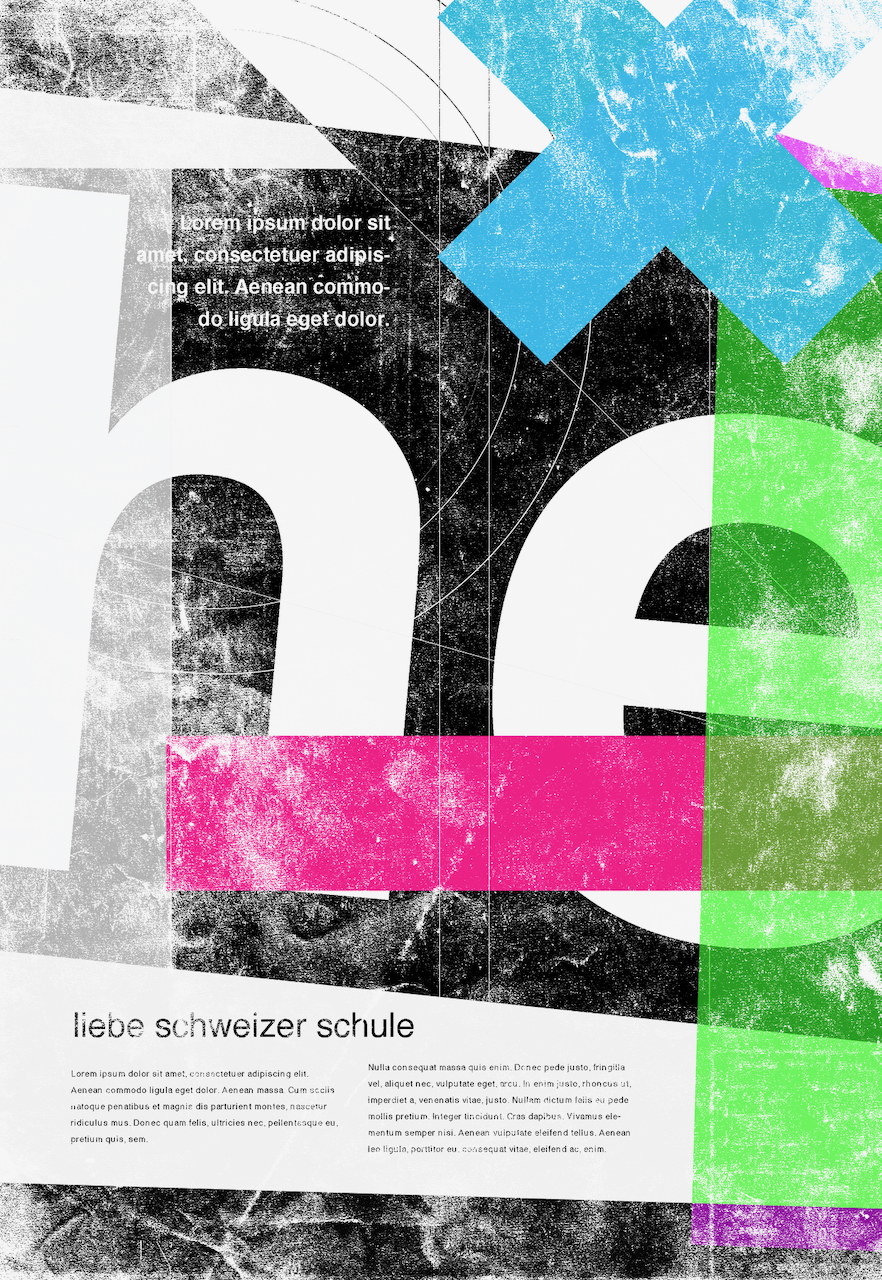 Lorem ipsum dolor sit
amet, consectetuer adipis-
cing elit. Aenean commo-
do ligula eget dolor.
he
liebe schweizer schule
Lorem ipsum dolor sit amet, consectetuer adipiscing elit.
Aenean commodo ligula eget dolor. Aenean massa. Cum sociis
natoque penatibus et magnis dis parturient montes, nascetur
ridiculus mus. Donec quam felis, ultricies nec, pellentesque eu,
pretium quis, sem.
Nulla consequat massa quis enim. Donec pede justo, fringilla
vel, aliquet nec, vulputate eget, arcu. In enim justo, rhoncus ut,
imperdiet a, venenatis vitae, justo. Nullam dictum felis eu pede
mollis pretium. Integer tincidunt. Cras dapibus. Vivamus ele-
mentum semper nisi. Aenean vulputate eleifend tellus. Aenean
leo ligula, porttitor eu, consequat vitae, eleifend ac, enim.